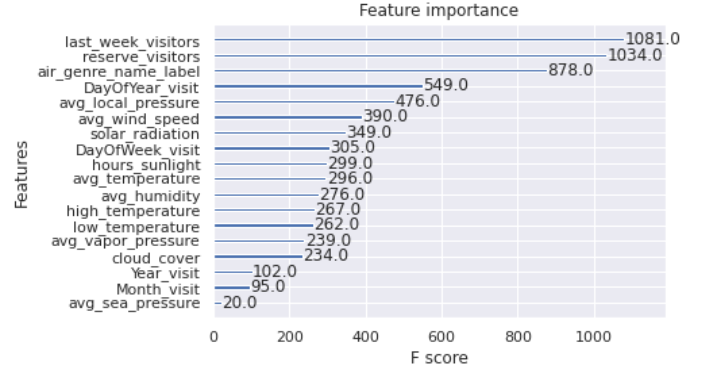 Feature importance
last_week_visitors 1081.0
reserve_visitors 1034.0
air_genre_name_label 878.0
DayOfYear_visit 549.0
avg_local_pressure 476.0
avg_wind_speed 390.0
solar_radiation 349.0
DayOfWeek_visit 305.0
hours_sunlight 299.0
avg_temperature 296.0
avg_humidity 276.0
high_temperature 267.0
low_temperature 262.0
avg_vapor_pressure 239.0
cloud_cover 234.0
Year_visit 102.0
Month_visit 95.0
avg_sea_pressure 20.0
Features
0 200 400 600 800 1000
F score